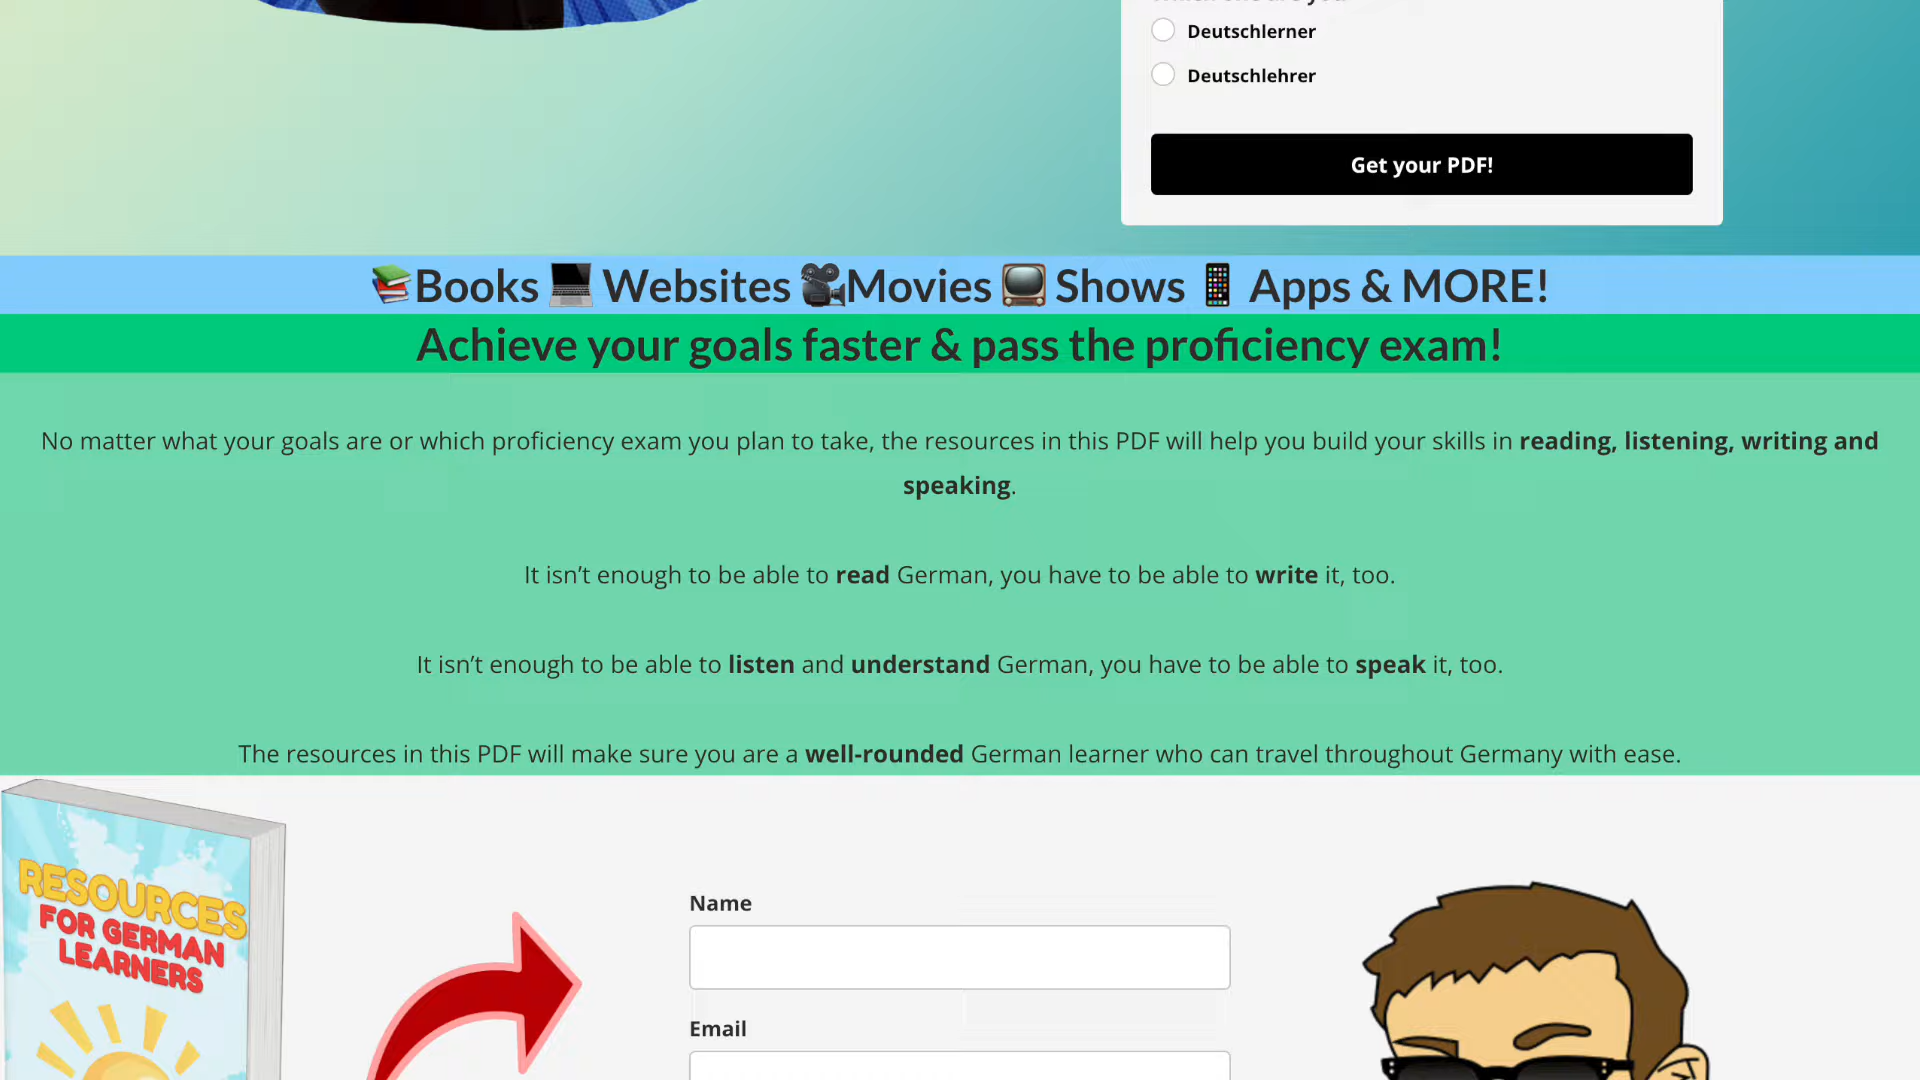 Deutschlerner
Deutschlehrer
Get your PDF!
📚Books 💻 Websites 🎥Movies 📺 Shows 📱 Apps & MORE!
Achieve your goals faster & pass the proficiency exam!
No matter what your goals are or which proficiency exam you plan to take, the resources in this PDF will help you build your skills in reading, listening, writing and
speaking.
It isn’t enough to be able to read German, you have to be able to write it, too.
It isn’t enough to be able to listen and understand German, you have to be able to speak it, too.
The resources in this PDF will make sure you are a well-rounded German learner who can travel throughout Germany with ease.
RESOURCES
FOR GERMAN
LEARNERS
Name
Email